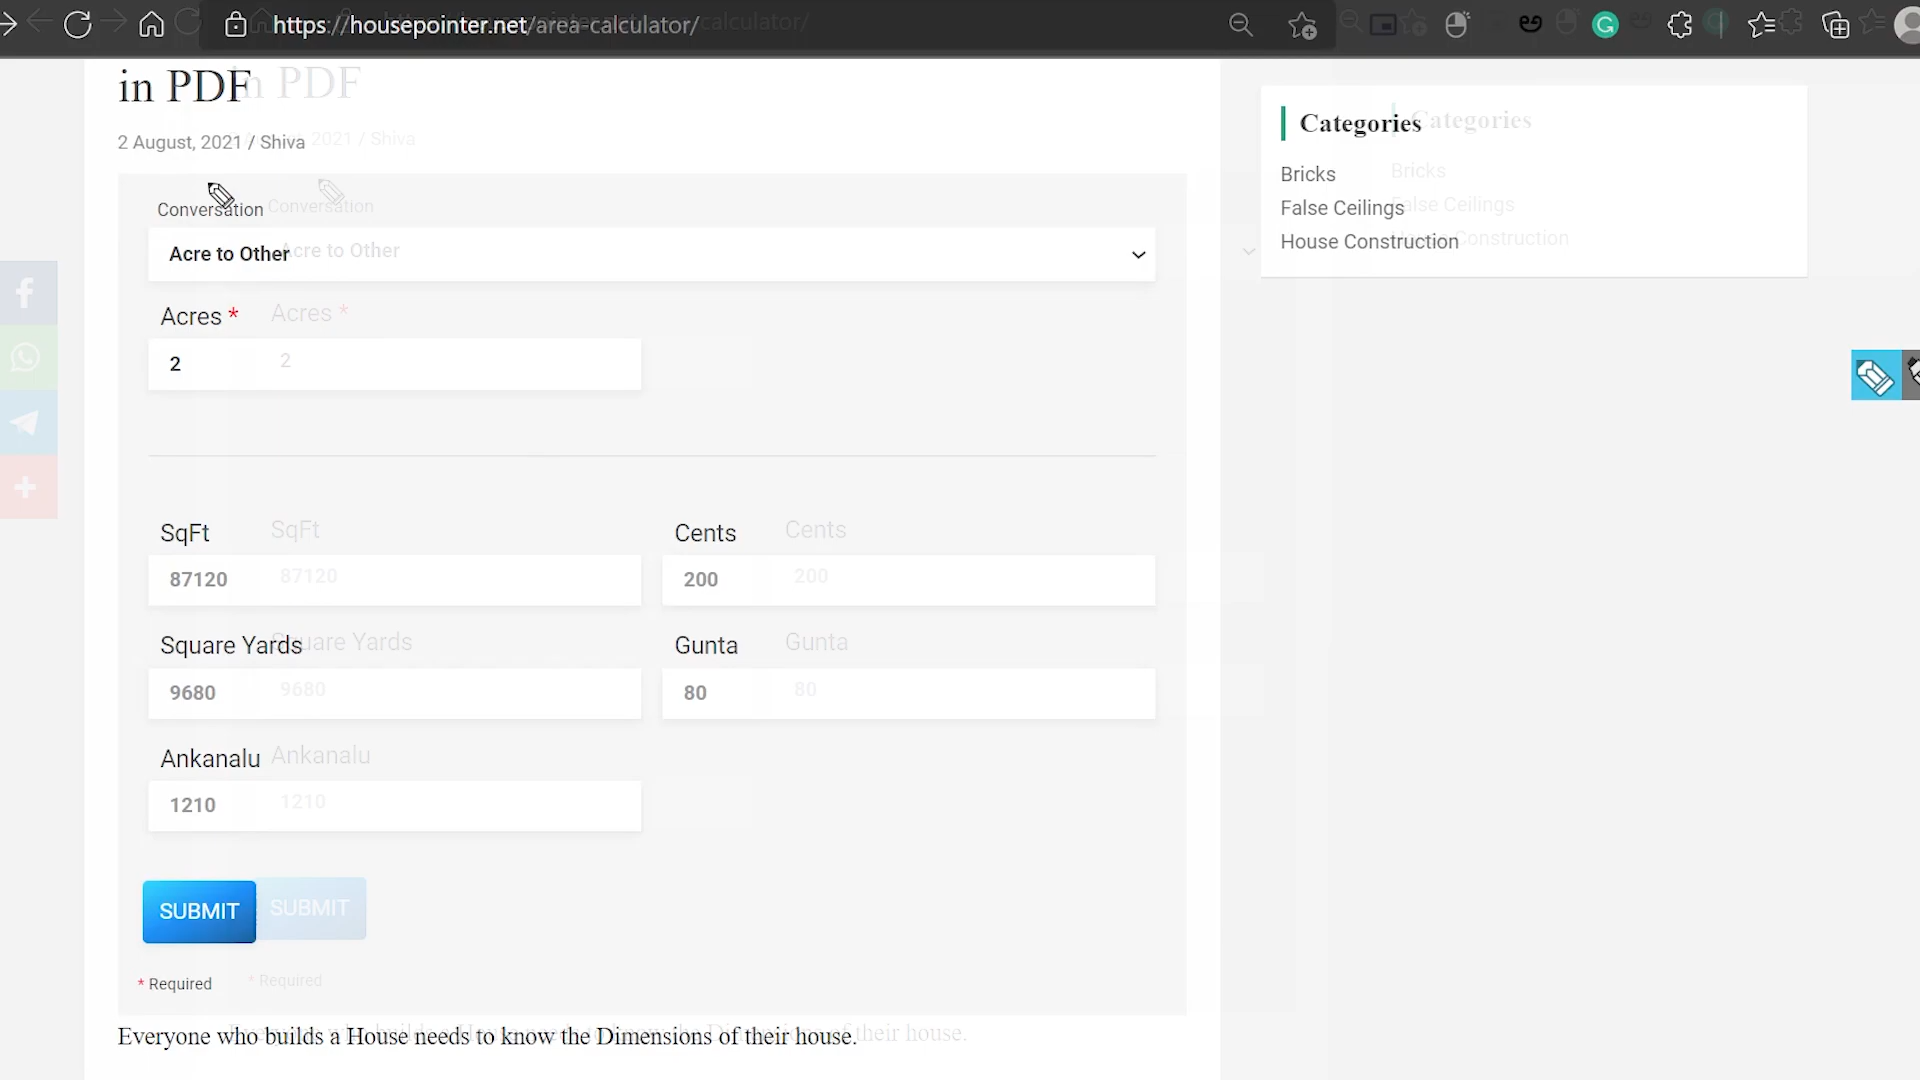 https://housepointer.net/area-calculator/
in PDF
2 August, 2021 / Shiva
Conversation
Acre to Other
Acres *
2
SqFt
87120
Cents
200
Square Yards
9680
Gunta
80
Ankanalu
1210
SUBMIT
* Required
Everyone who builds a House needs to know the Dimensions of their house.
Categories
Bricks
False Ceilings
House Construction